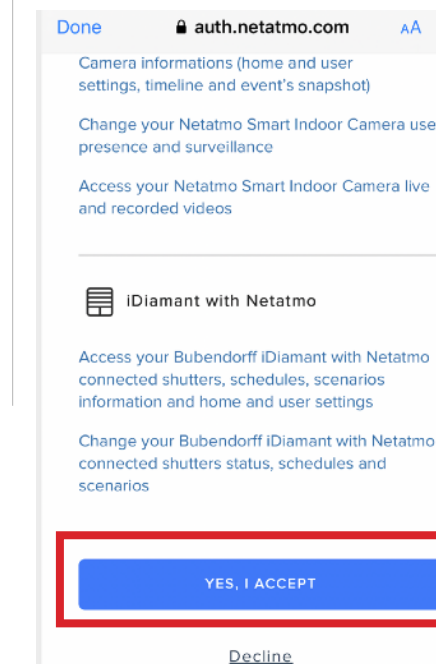 Done auth.netatmo.com AA
Camera informations (home and user
settings, timeline and event's snapshot)
Change your Netatmo Smart Indoor Camera use
presence and surveillance
Access your Netatmo Smart Indoor Camera live
and recorded videos
iDiamant with Netatmo
Access your Bubendorff iDiamant with Netatmo
connected shutters, schedules, scenarios
information and home and user settings
Change your Bubendorff iDiamant with Netatmo
connected shutters status, schedules and
scenarios
YES, I ACCEPT
Decline